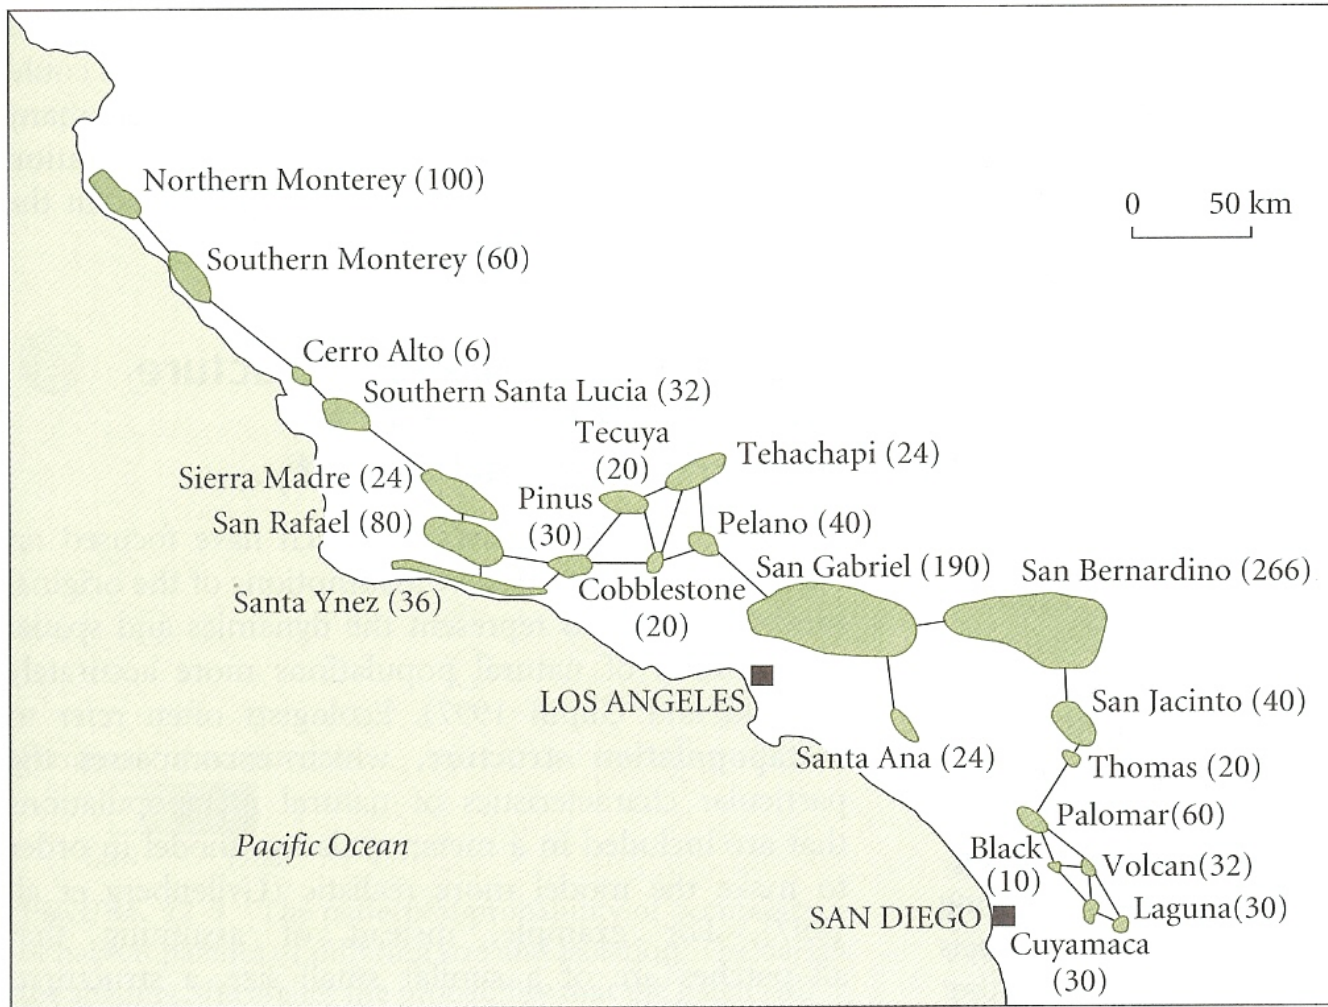 Northern Monterey (100)
0 50 km
Southern Monterey (60)
Cerro Alto (6)
Southern Santa Lucia (32)
Tecuya
(20)
Tehachapi (24)
Sierra Madre (24)
Pinus
(30)
San Rafael (80)
Pelano (40)
San Gabriel (190)
San Bernardino (266)
Santa Ynez (36)
Cobblestone
(20)
LOS ANGELES
San Jacinto (40)
Santa Ana (24)
Thomas (20)
Palomar(60)
Pacific Ocean
Black
(10)
Volcan(32)
SAN DIEGO
Laguna(30)
Cuyamaca
(30)